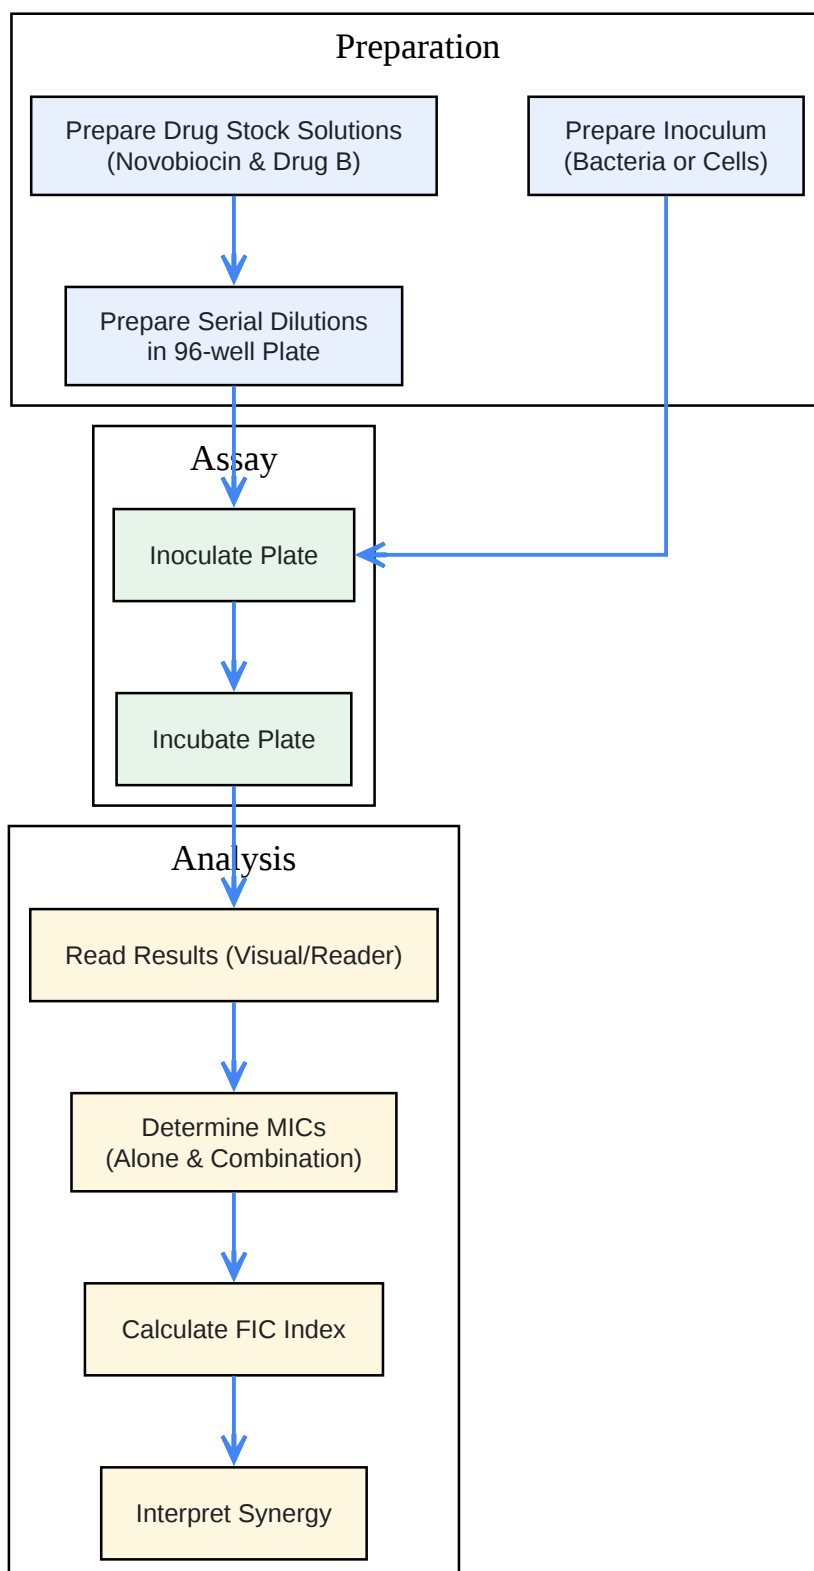 Preparation
Prepare Drug Stock Solutions
(Novobiocin & Drug B)
Prepare Inoculum
(Bacteria or Cells)
Prepare Serial Dilutions
in 96-well Plate
Assay
Inoculate Plate
Incubate Plate
Analysis
Read Results (Visual/Reader)
Determine MICs
(Alone & Combination)
Calculate FIC Index
Interpret Synergy